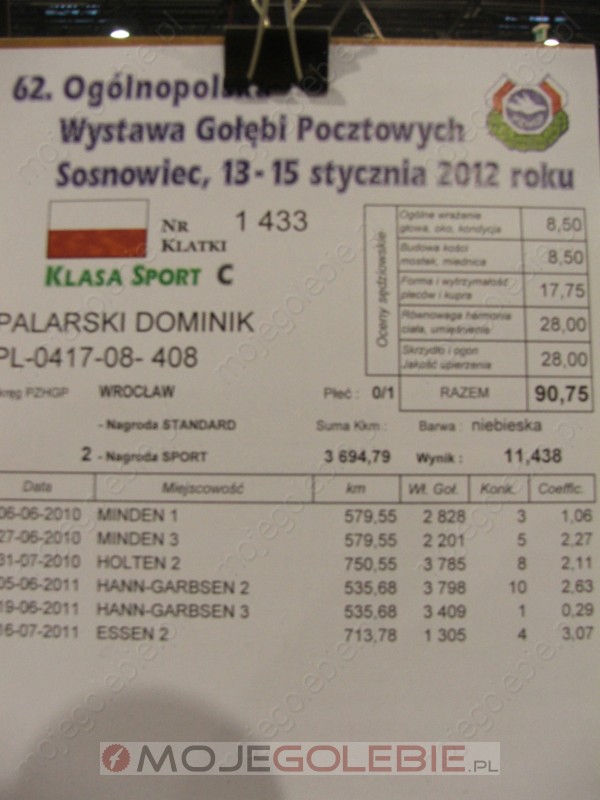 62. Ogólnopolska
Wystawa Gołębi Pocztowych
Sosnowiec, 13-15 stycznia 2012 roku
NR KLATKI 1 433
KLASA SPORT C
Oceny sędziowskie
Ogólne wrażenie głowa, oko, kondycja 8,50
Budowa kości mostek, miednica 8,50
Forma i wytrzymałość pleców i kupra 17,75
Równowaga harmonia ciała, umięśnienie 28,00
Skrzydło i ogon Jakość upierzenia 28,00
RAZEM 90,75
PALARSKI DOMINIK
PL-0417-08- 408
kręg PZHGP WROCŁAW Płeć : 0/1
- Nagroda STANDARD Suma Kkm : Barwa : niebieska
2 - Nagroda SPORT 3 694,79 Wynik : 11,438
Data Miejscowość km Wł. Goł. Konk. Coeffic.
06-06-2010 MINDEN 1 579,55 2 828 3 1,06
27-06-2010 MINDEN 3 579,55 2 201 5 2,27
31-07-2010 HOLTEN 2 750,55 3 785 8 2,11
05-06-2011 HANN-GARBSEN 2 535,68 3 798 10 2,63
19-06-2011 HANN-GARBSEN 3 535,68 3 409 1 0,29
16-07-2011 ESSEN 2 713,78 1 305 4 3,07
MOJEGOLEBIE.PL